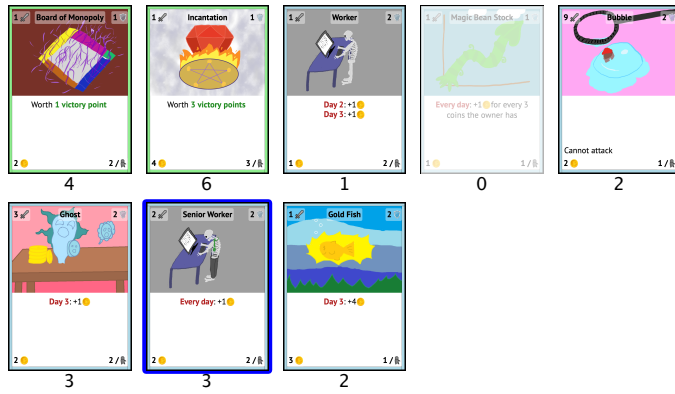 1 Board of Monopoly 1
Worth 1 victory point
2 2 /
4
1 Incantation 1
Worth 3 victory points
4 3 /
6
1 Worker 2
Day 2: +1
Day 3: +1
1 2 /
1
1 Magic Bean Stock 1
Every day: +1 for every 3
coins the owner has
1 1 /
0
9 Bubble 2
Cannot attack
2 1 /
2
3 Ghost 2
Day 3: +1
2 2 /
3
2 Senior Worker 2
Every day: +1
2 2 /
3
1 Gold Fish 2
Day 3: +4
3 1 /
2